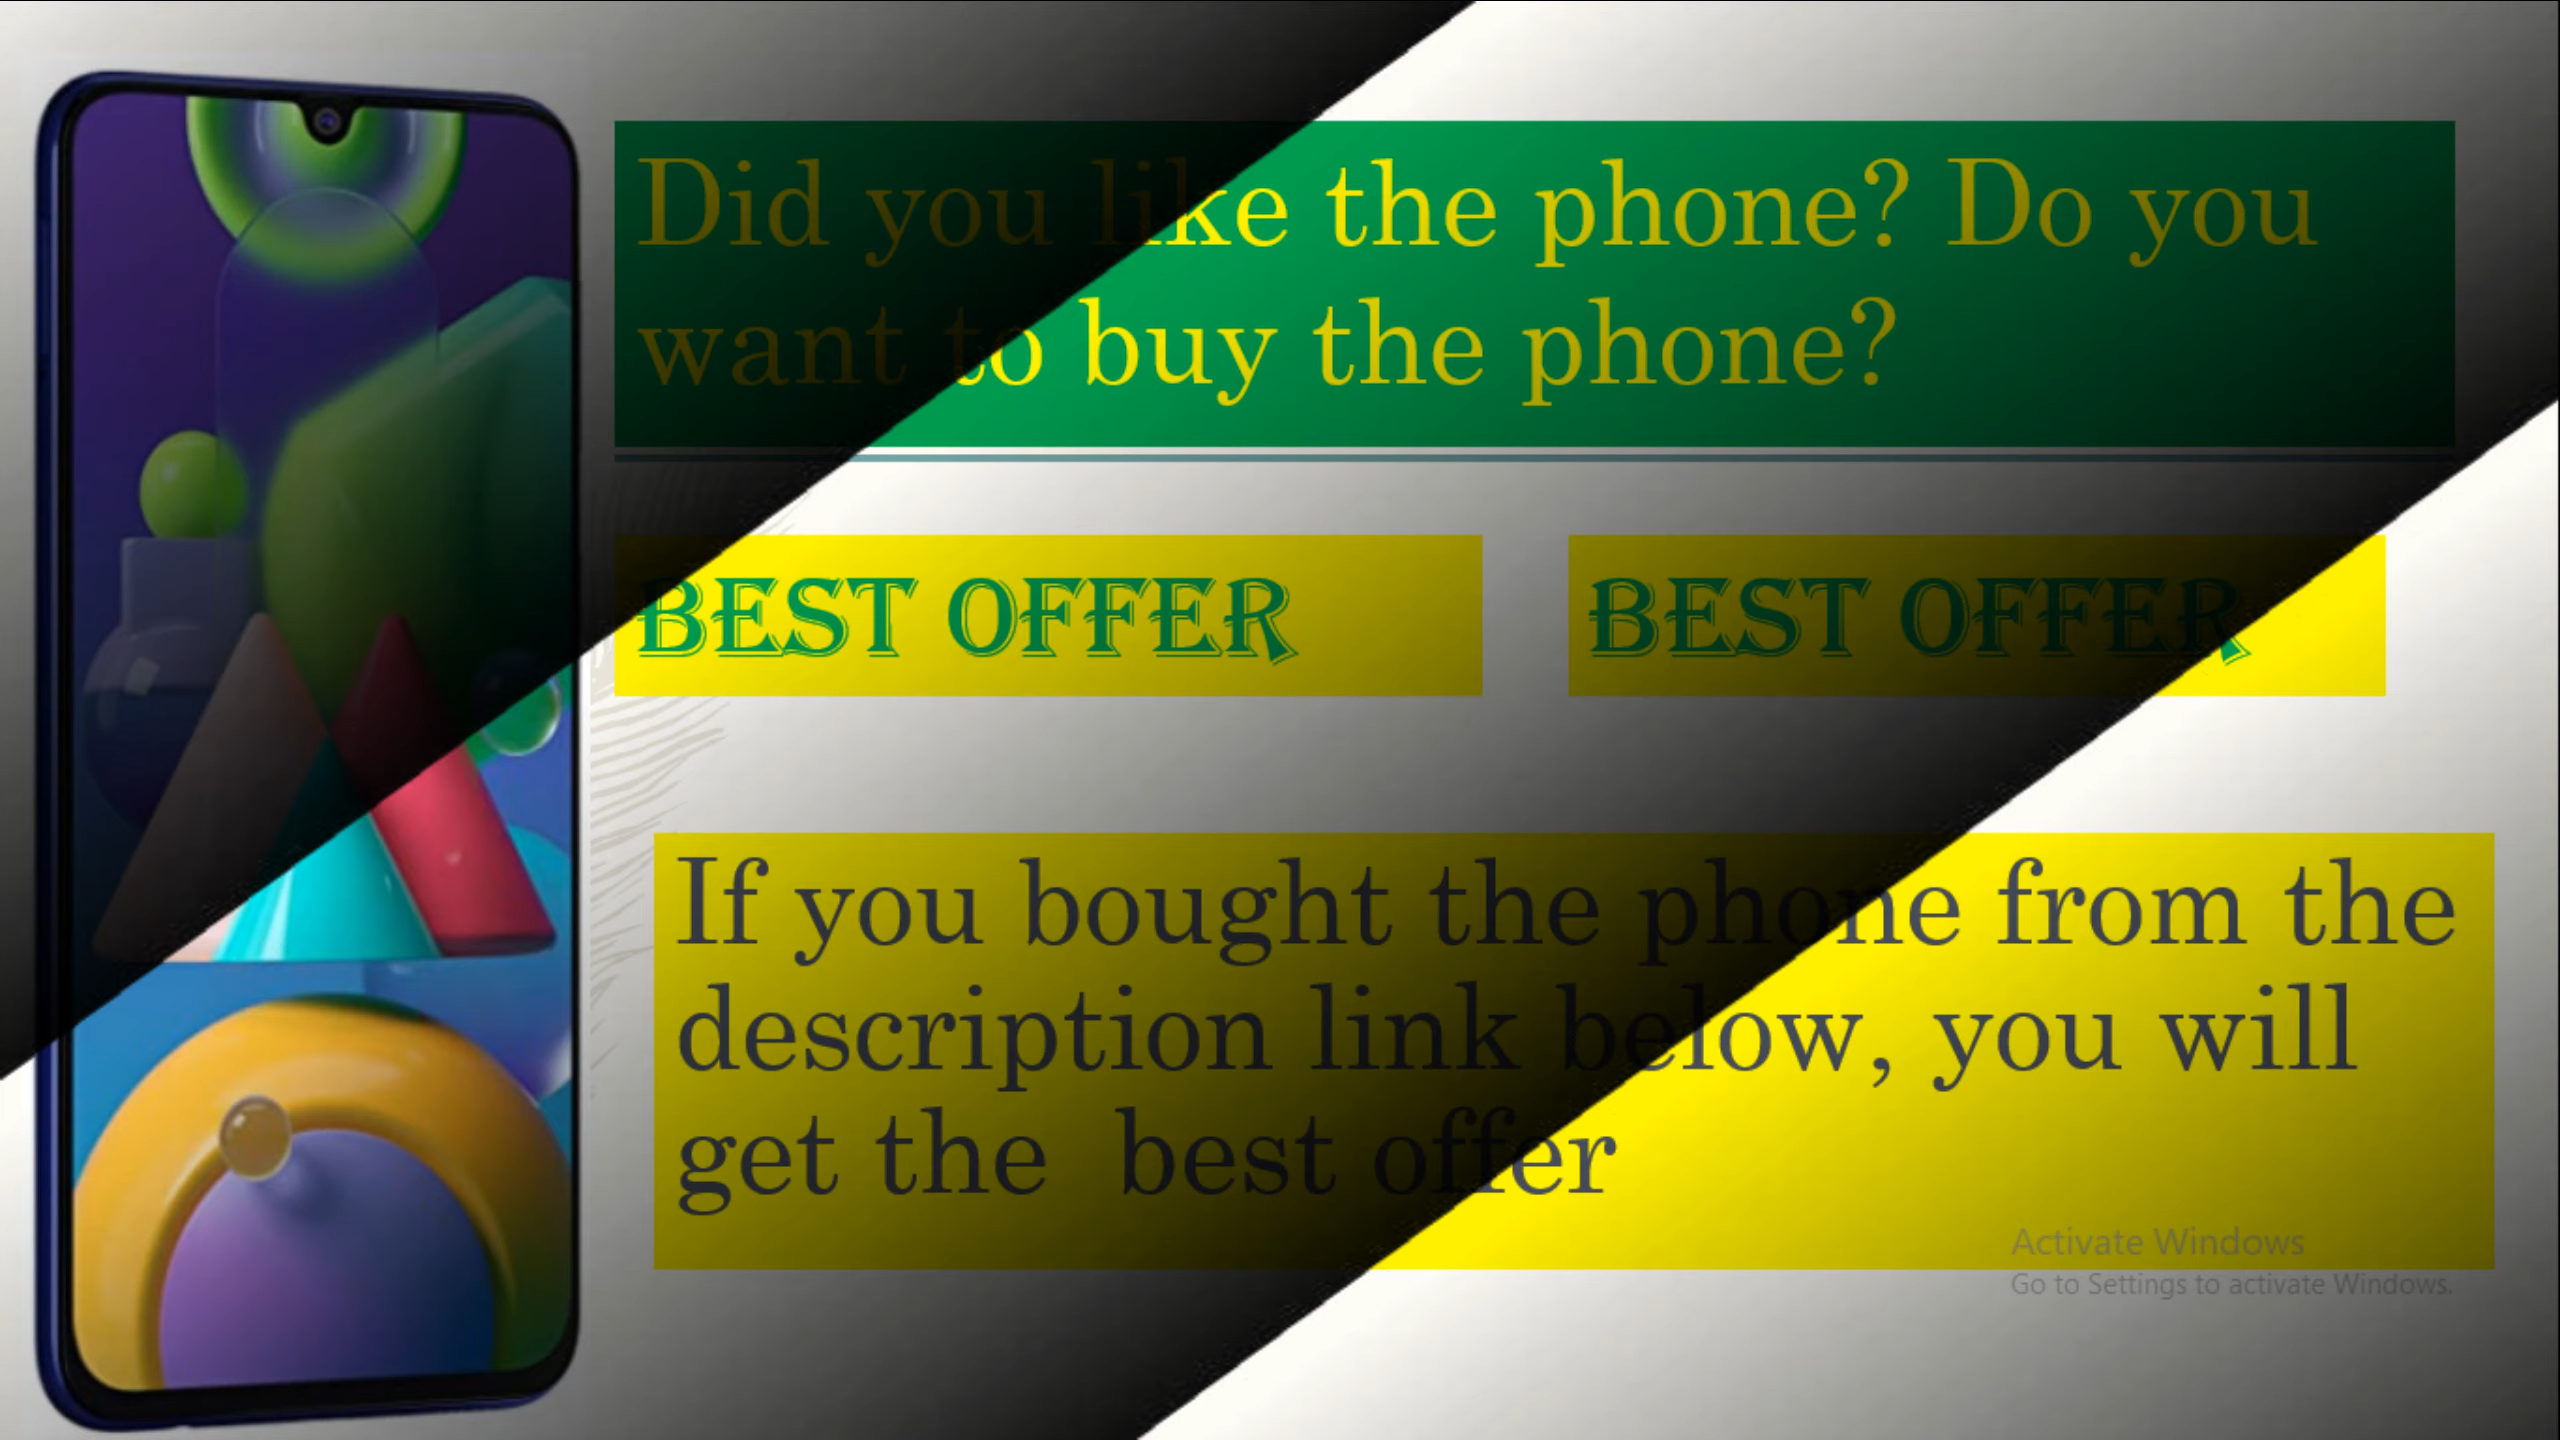 Did you like the phone? Do you
want to buy the phone?
BEST OFFER
BEST OFFER
If you bought the phone from the
description link below, you will
get the best offer
Activate Windows
Go to Settings to activate Windows.